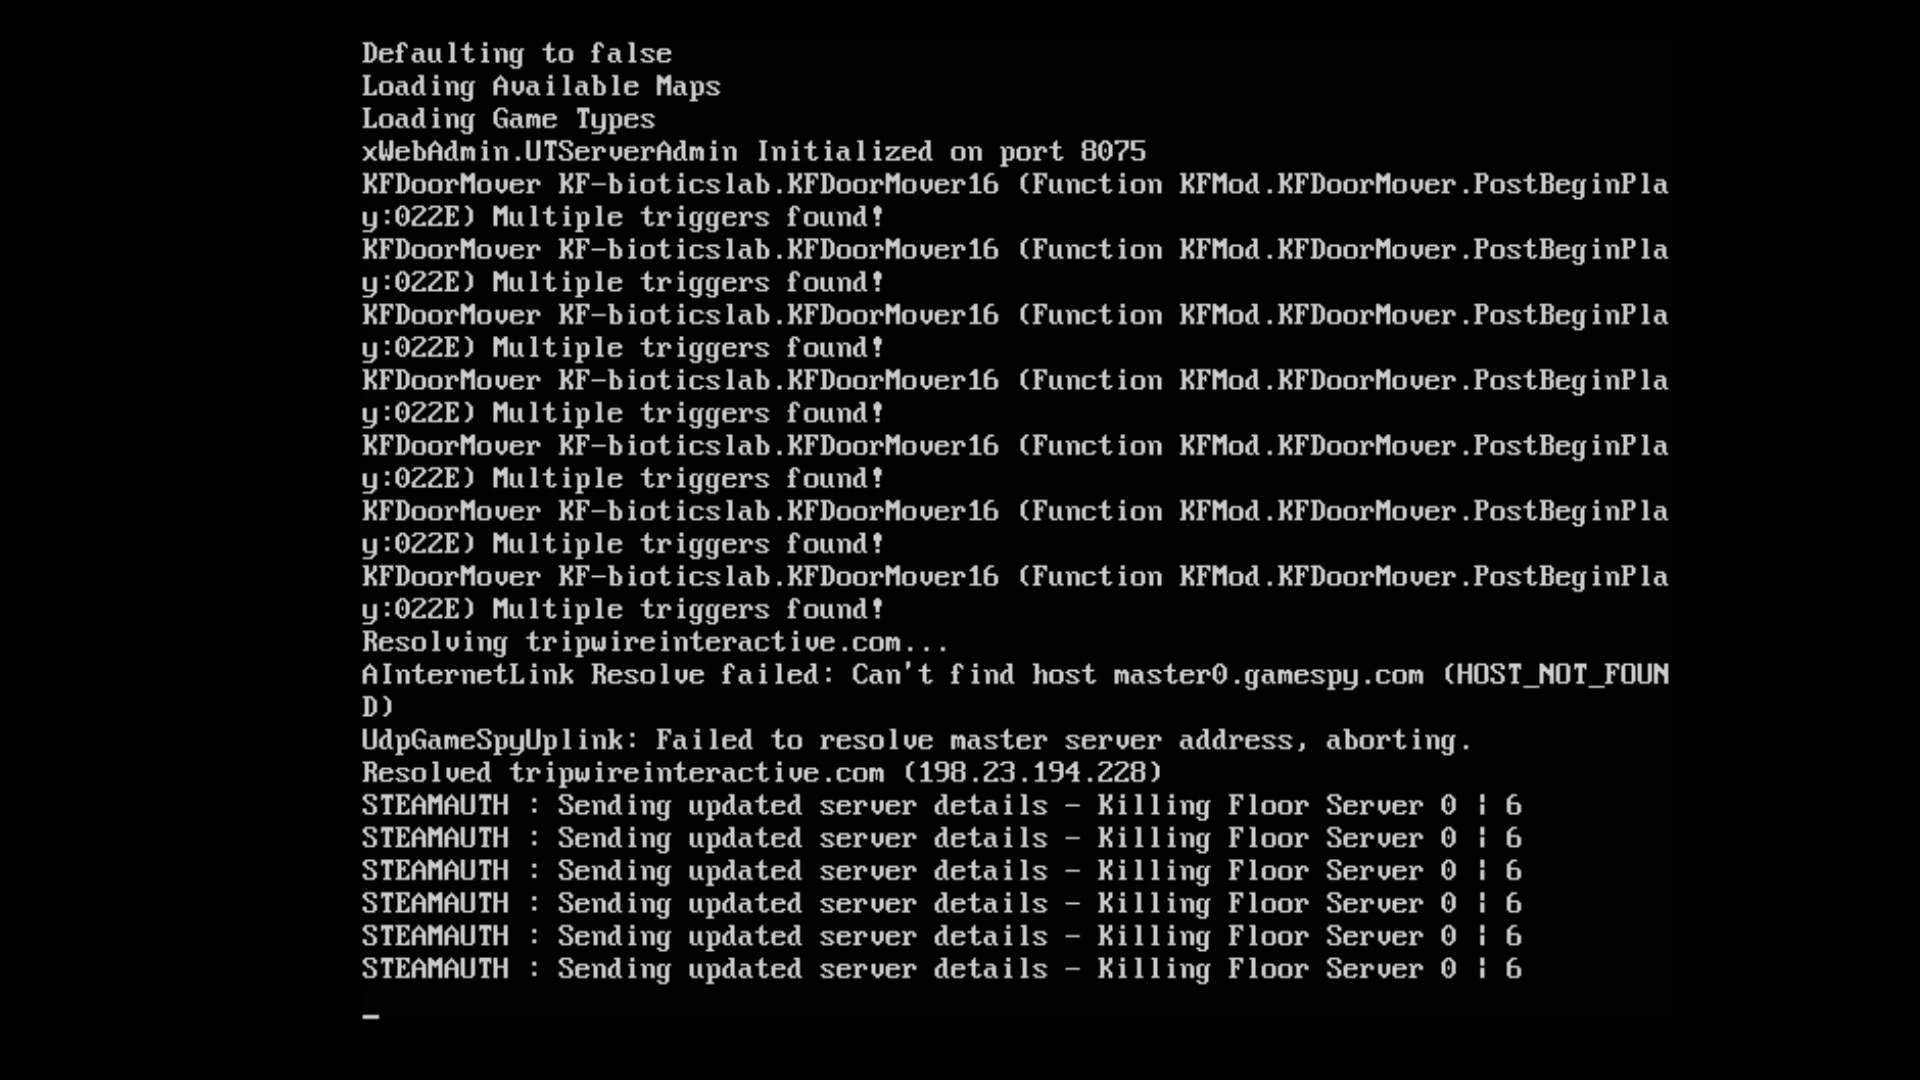 Defaulting to false
Loading Available Maps
Loading Game Types
xWebAdmin.UTServerAdmin Initialized on port 8075
KFDoorMover KF-bioticslab.KFDoorMover16 (Function KFMod.KFDoorMover.PostBeginPla
y:022E) Multiple triggers found!
KFDoorMover KF-bioticslab.KFDoorMover16 (Function KFMod.KFDoorMover.PostBeginPla
y:022E) Multiple triggers found!
KFDoorMover KF-bioticslab.KFDoorMover16 (Function KFMod.KFDoorMover.PostBeginPla
y:022E) Multiple triggers found!
KFDoorMover KF-bioticslab.KFDoorMover16 (Function KFMod.KFDoorMover.PostBeginPla
y:022E) Multiple triggers found!
KFDoorMover KF-bioticslab.KFDoorMover16 (Function KFMod.KFDoorMover.PostBeginPla
y:022E) Multiple triggers found!
KFDoorMover KF-bioticslab.KFDoorMover16 (Function KFMod.KFDoorMover.PostBeginPla
y:022E) Multiple triggers found!
KFDoorMover KF-bioticslab.KFDoorMover16 (Function KFMod.KFDoorMover.PostBeginPla
y:022E) Multiple triggers found!
Resolving tripwireinteractive.com...
AInternetLink Resolve failed: Can't find host master0.gamespy.com (HOST_NOT_FOUN
D)
UdpGameSpyUplink: Failed to resolve master server address, aborting.
Resolved tripwireinteractive.com (198.23.194.228)
STEAMAUTH : Sending updated server details - Killing Floor Server 0 | 6
STEAMAUTH : Sending updated server details - Killing Floor Server 0 | 6
STEAMAUTH : Sending updated server details - Killing Floor Server 0 | 6
STEAMAUTH : Sending updated server details - Killing Floor Server 0 | 6
STEAMAUTH : Sending updated server details - Killing Floor Server 0 | 6
STEAMAUTH : Sending updated server details - Killing Floor Server 0 | 6
_